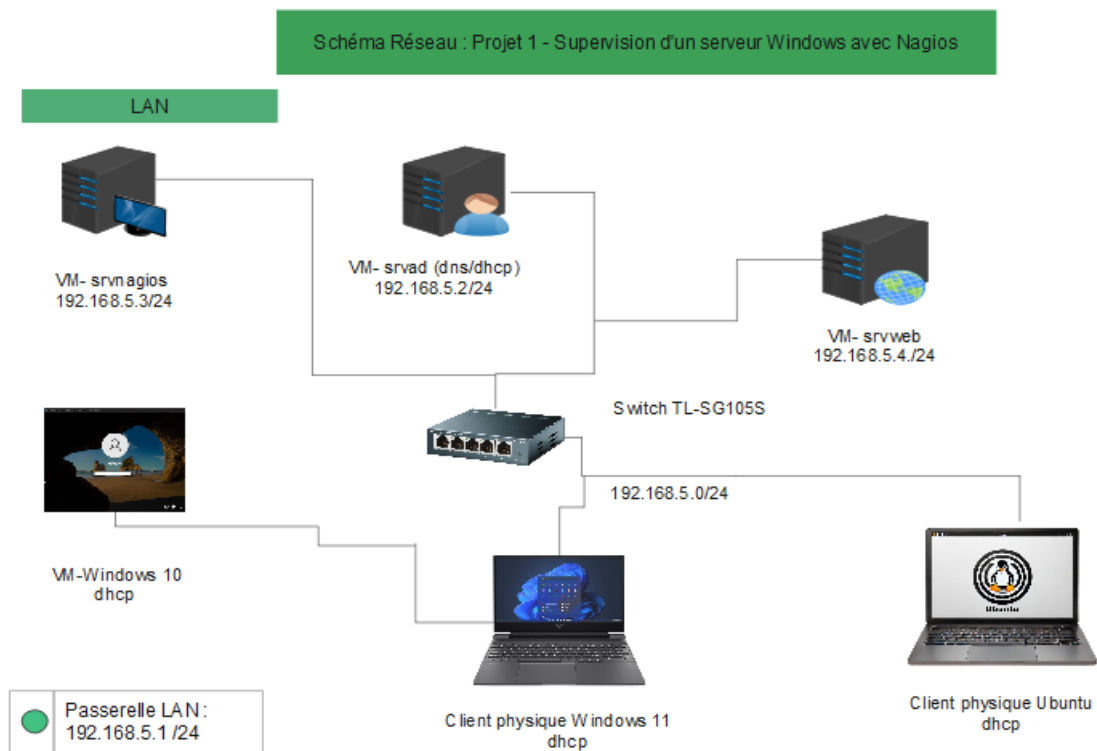 Schéma Réseau : Projet 1 - Supervision d'un serveur Windows avec Nagios
LAN
VM- srvnagios
192.168.5.3/24
VM- srvad (dns/dhcp)
192.168.5.2/24
VM- srvweb
192.168.5.4./24
Switch TL-SG105S
192.168.5.0/24
VM-Windows 10
dhcp
Ubuntu
Client physique Windows 11
dhcp
Client physique Ubuntu
dhcp
Passerelle LAN :
192.168.5.1 /24